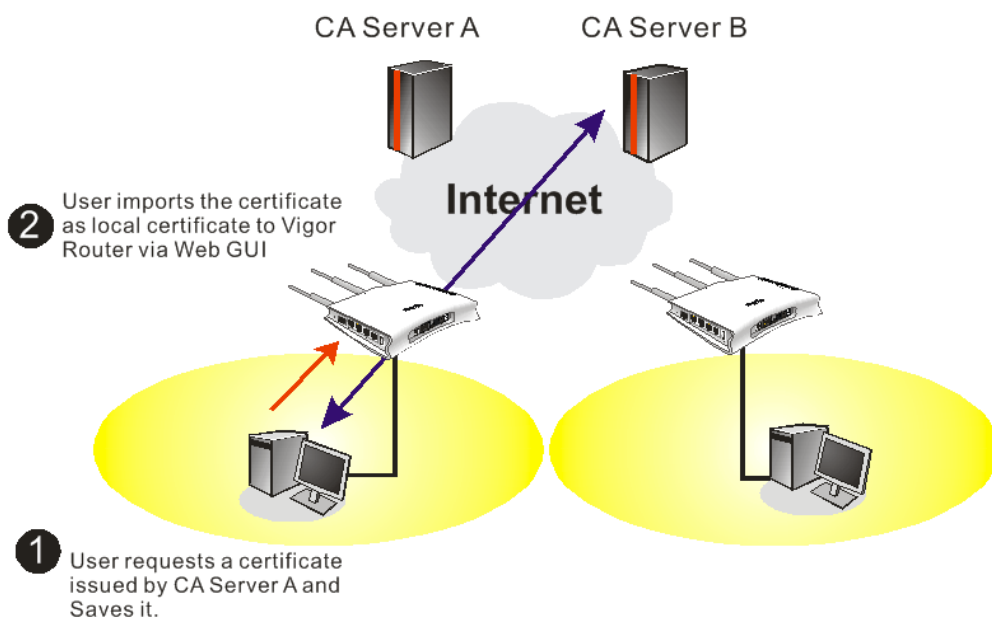 CA Server A
CA Server B
Internet
2
User imports the certificate
as local certificate to Vigor
Router via Web GUI
1
User requests a certificate
issued by CA Server A and
Saves it.